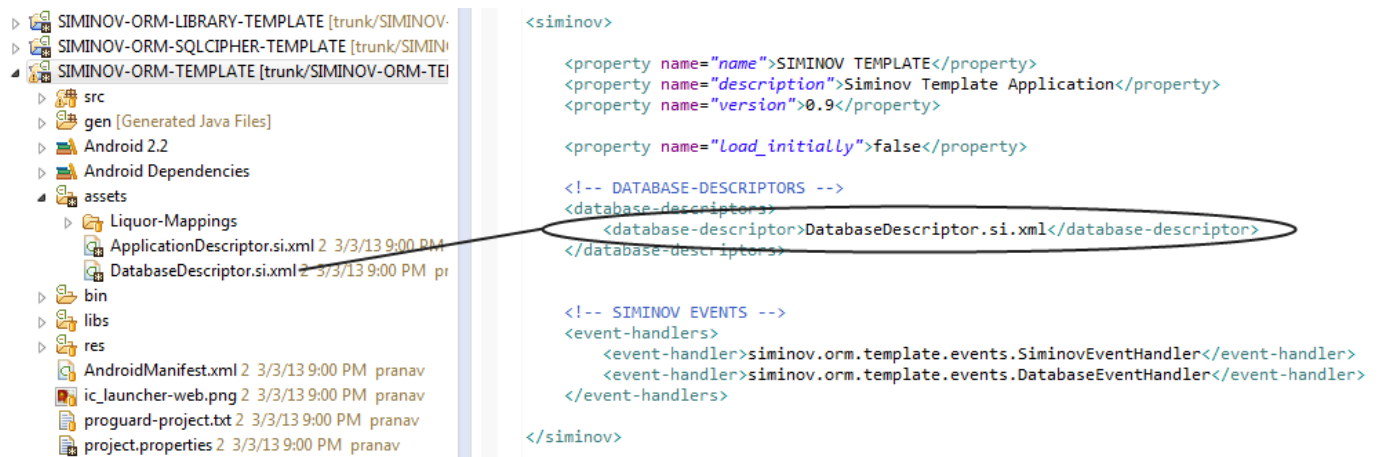 SIMINOV-ORM-LIBRARY-TEMPLATE [trunk/SIMINOV-
SIMINOV-ORM-SQLCIPHER-TEMPLATE [trunk/SIMIN
SIMINOV-ORM-TEMPLATE [trunk/SIMINOV-ORM-TEI
src
gen [Generated Java Files]
Android 2.2
Android Dependencies
assets
Liquor-Mappings
ApplicationDescriptor.si.xml 2 3/3/13 9:00 PM
DatabaseDescriptor.si.xml 2 3/3/13 9:00 PM pr
bin
libs
res
AndroidManifest.xml 2 3/3/13 9:00 PM pranav
ic_launcher-web.png 2 3/3/13 9:00 PM pranav
proguard-project.txt 2 3/3/13 9:00 PM pranav
project.properties 2 3/3/13 9:00 PM pranav
<siminov>
<property name="name">SIMINOV TEMPLATE</property>
<property name="description">Siminov Template Application</property>
<property name="version">0.9</property>
<property name="load_initially">false</property>
<!-- DATABASE-DESCRIPTORS -->
<database-descriptors>
<database-descriptor>DatabaseDescriptor.si.xml</database-descriptor>
</database-descriptors>
<!-- SIMINOV EVENTS -->
<event-handlers>
<event-handler>siminov.orm.template.events.SiminovEventHandler</event-handler>
<event-handler>siminov.orm.template.events.DatabaseEventHandler</event-handler>
</event-handlers>
</siminov>